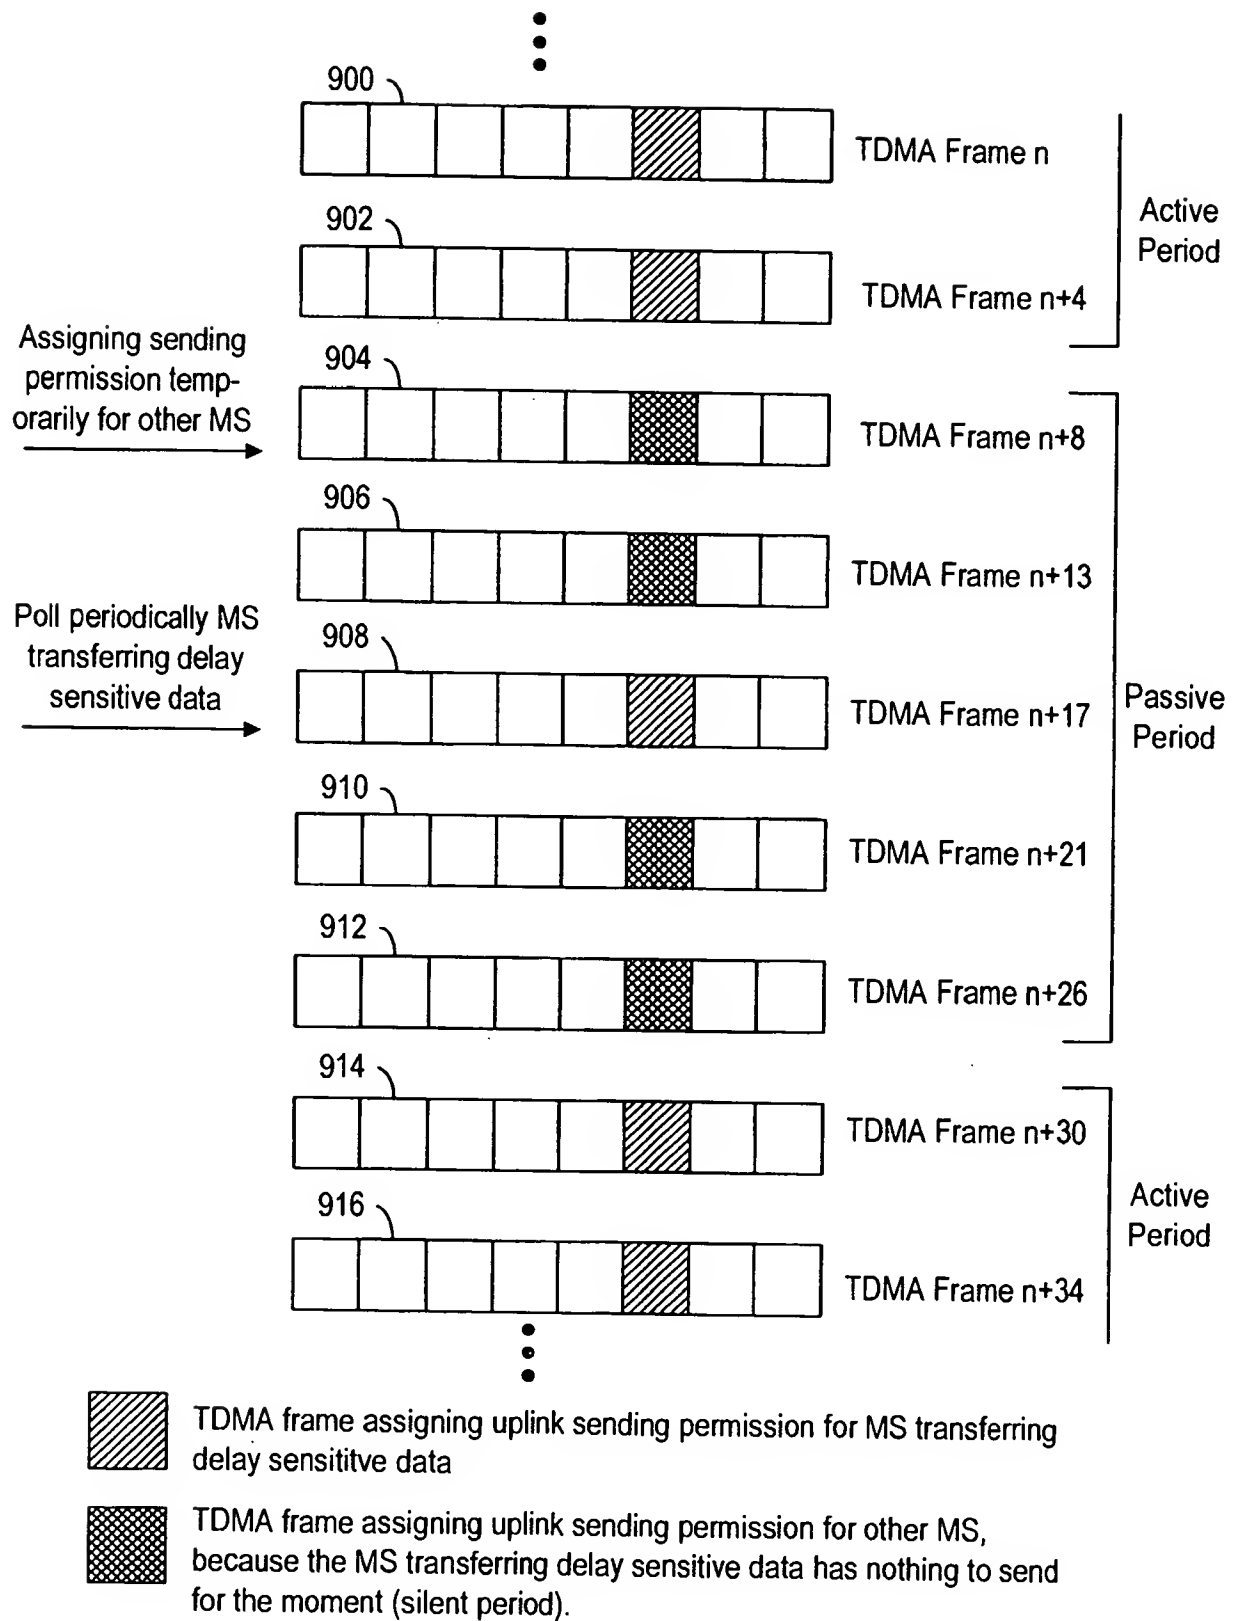 900
TDMA Frame n
Active
Period
902
TDMA Frame n+4
Assigning sending
permission temp-
orarily for other MS
904
TDMA Frame n+8
906
TDMA Frame n+13
Poll periodically MS
transferring delay
sensitive data
908
TDMA Frame n+17
Passive
Period
910
TDMA Frame n+21
912
TDMA Frame n+26
914
TDMA Frame n+30
Active
Period
916
TDMA Frame n+34
TDMA frame assigning uplink sending permission for MS transferring
delay sensititve data
TDMA frame assigning uplink sending permission for other MS,
because the MS transferring delay sensitive data has nothing to send
for the moment (silent period).